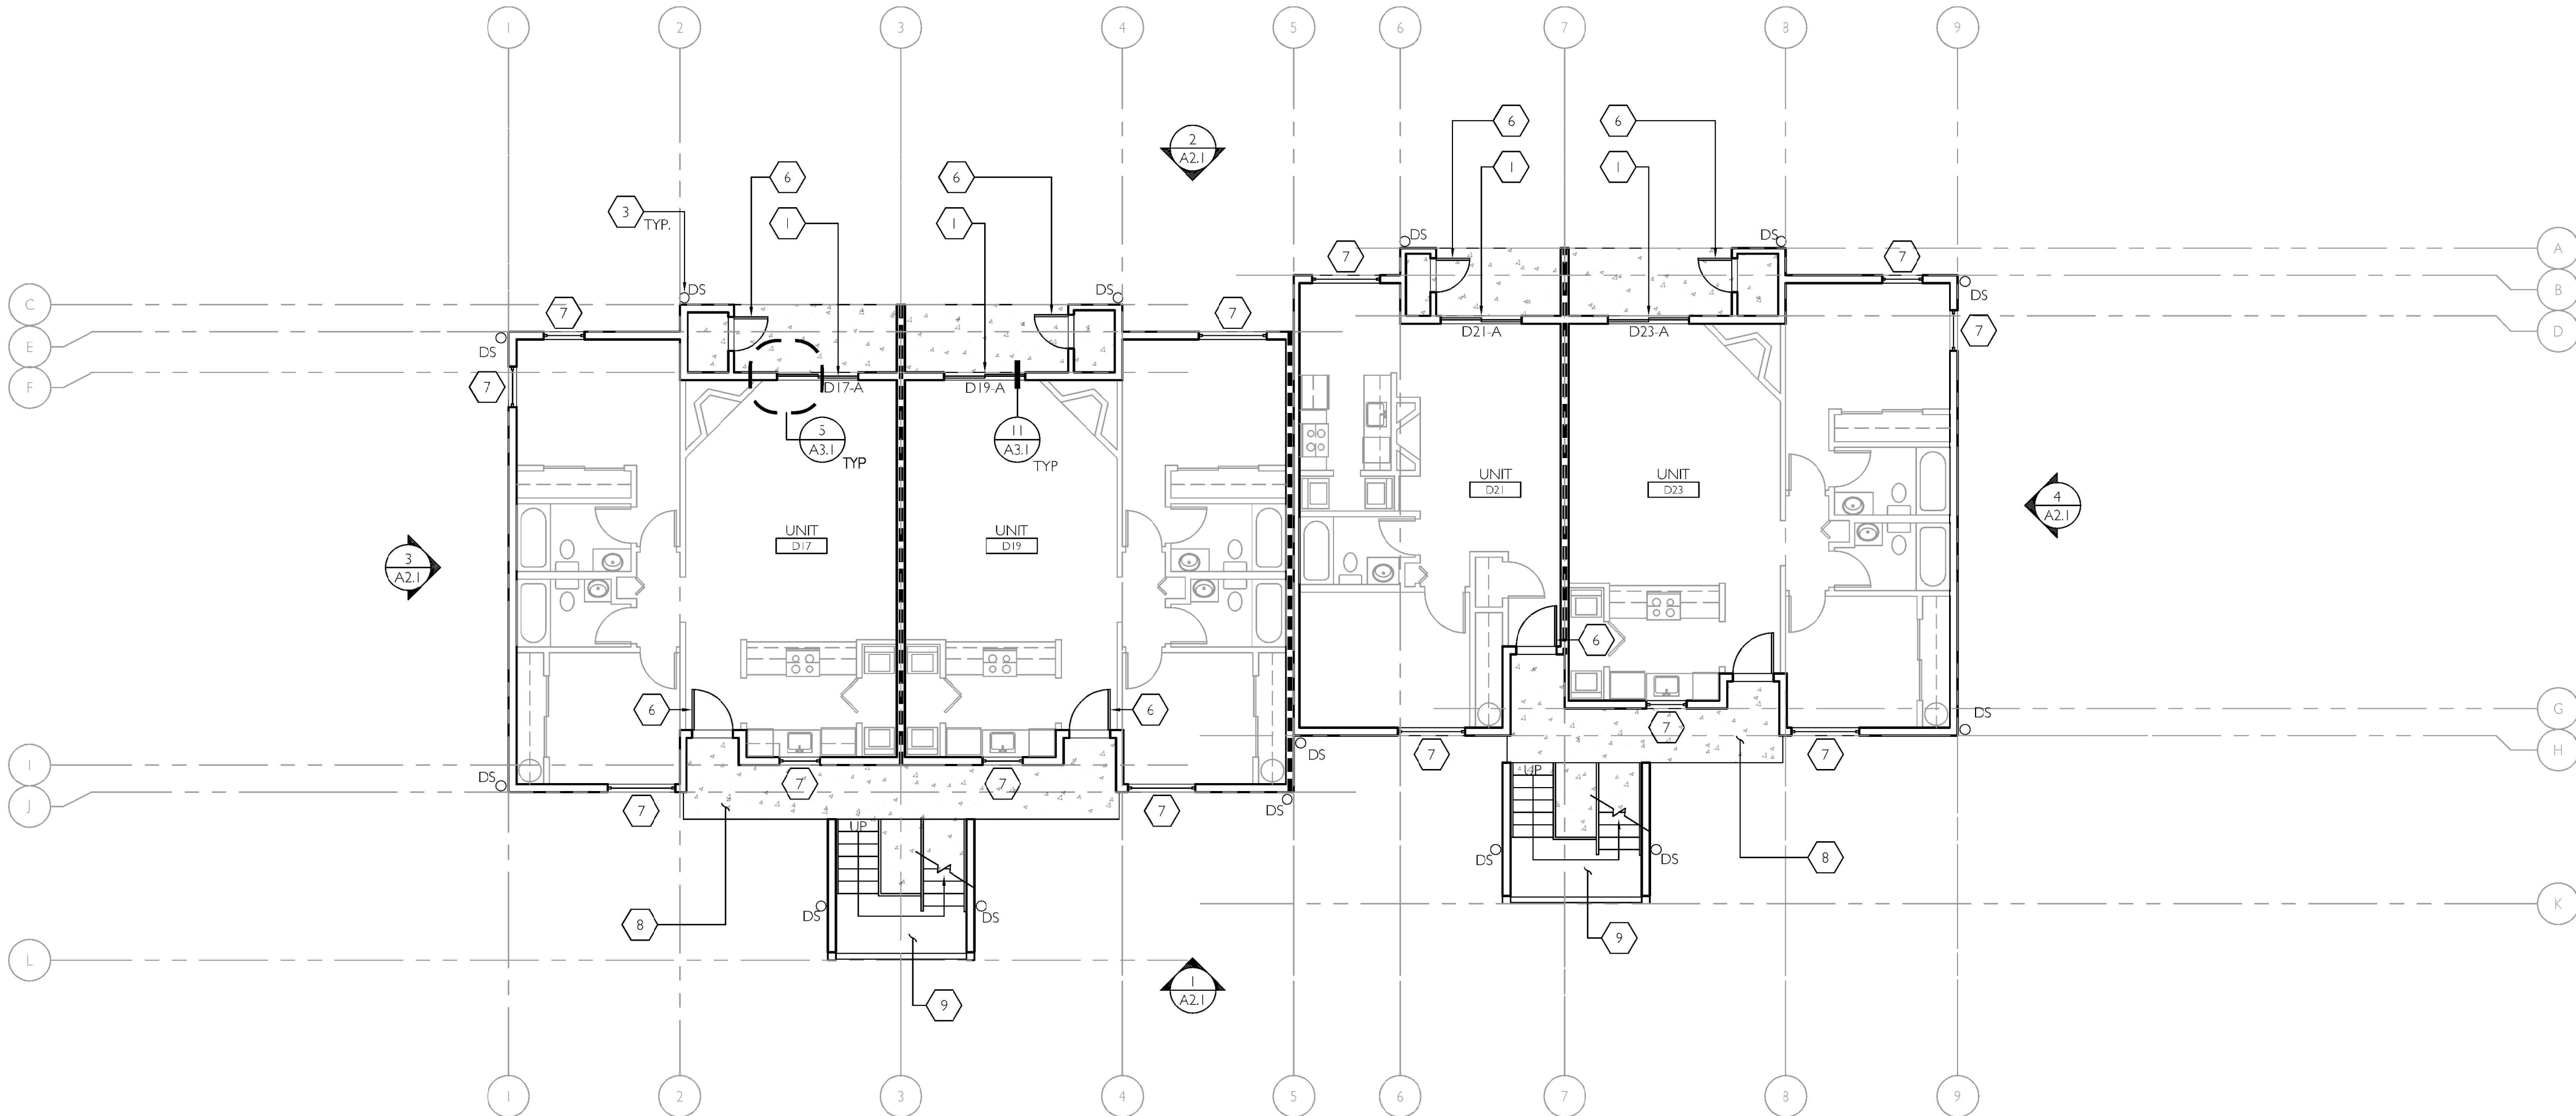 1 2 3 4 5 6 7 8 9
6 6
2
A2.1
1 1
6 6
3
TYP.
1 1
DS DS
A
7 7
B
DS
C
DS DS
7 7
D
D21-A D23-A
7
E
DS
F
7
D17-A D19-A
5
A3.1
TYP
11
A3.1
TYP
UNIT
D21
UNIT
D23
4
A2.1
UNIT
D17
UNIT
D19
3
A2.1
6
6 6
G
DS
7
H
DS
7 7
I
UP
DS
7 7
J
7 7
DS
UP
DS DS
8
DS DS
8
K
9
L
1
A2.1
9
1 2 3 4 5 6 7 8 9